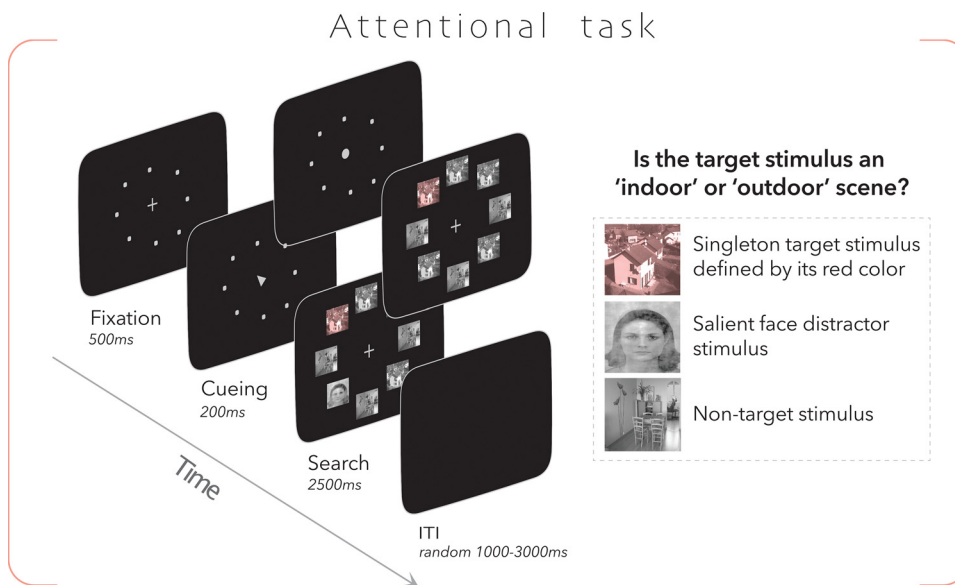 Attentional task
Fixation
500ms
Cueing
200ms
Search
2500ms
ITI
random 1000-3000ms
Time
Is the target stimulus an
‘indoor’ or ‘outdoor’ scene?
Singleton target stimulus
defined by its red color
Salient face distractor
stimulus
Non-target stimulus